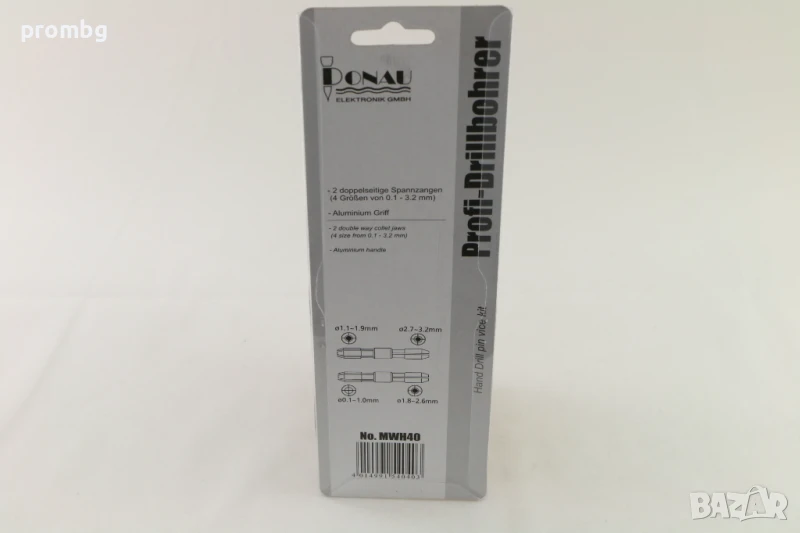 prombg
DONAU
ELEKTRONIK GMBH
Profi-Drillbohrer
Hand Drill pin vice kit
- 2 doppelseitige Spannzangen
(4 Größen von 0.1 - 3.2 mm)
- Aluminium Griff
- 2 double way collet jaws
(4 size from 0.1 - 3.2 mm)
- Aluminium handle
ø1.1~1.9mm ø2.7~3.2mm
ø0.1~1.0mm ø1.8~2.6mm
No. MWH40
BAZAR